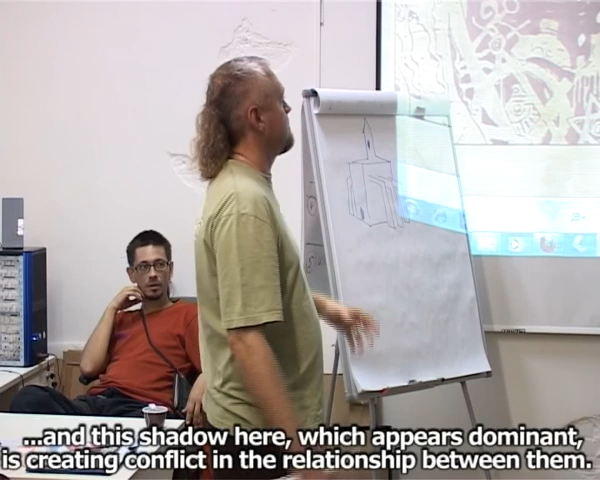 ...and this shadow here, which appears dominant,
is creating conflict in the relationship between them.